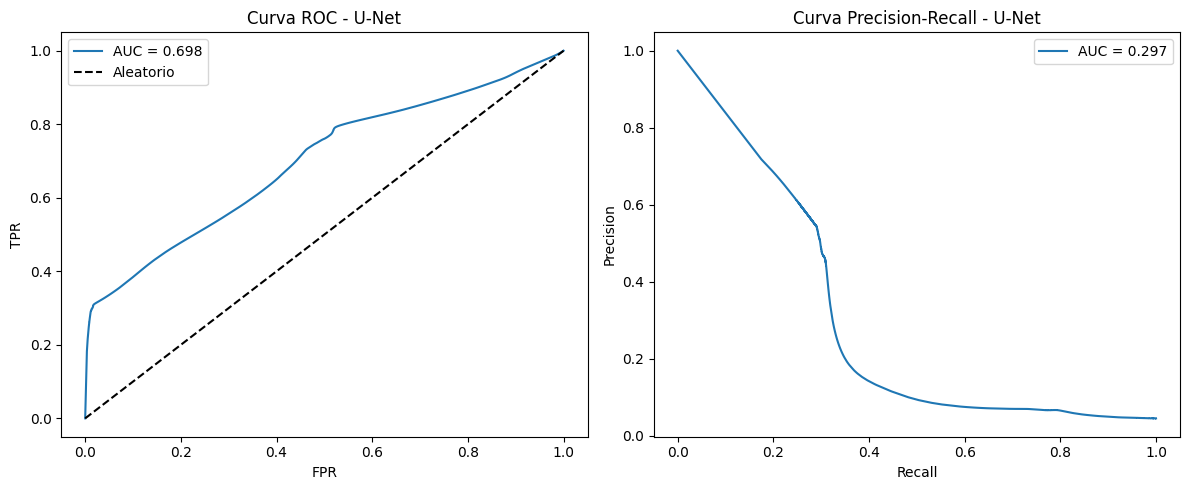 Curva ROC - U-Net
AUC = 0.698
Aleatorio
1.0
0.8
0.6
0.4
0.2
0.0
TPR
0.0 0.2 0.4 0.6 0.8 1.0
FPR
Curva Precision-Recall - U-Net
AUC = 0.297
1.0
0.8
0.6
0.4
0.2
0.0
Precision
0.0 0.2 0.4 0.6 0.8 1.0
Recall